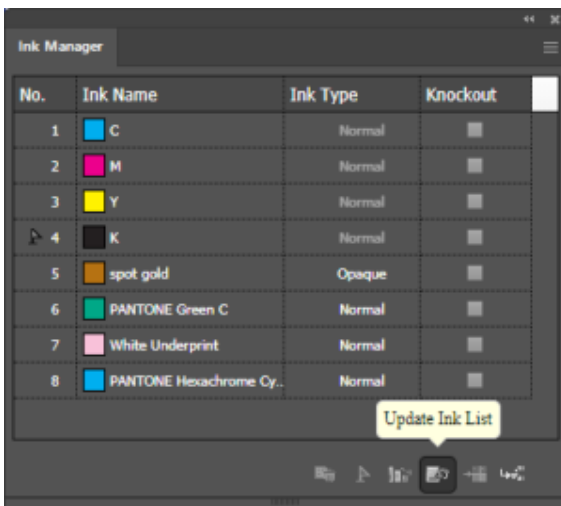 Ink Manager
No. Ink Name Ink Type Knockout
1 C Normal
2 M Normal
3 Y Normal
4 K Normal
5 spot gold Opaque
6 PANTONE Green C Normal
7 White Underprint Normal
8 PANTONE Hexachrome Cy.. Normal
Update Ink List